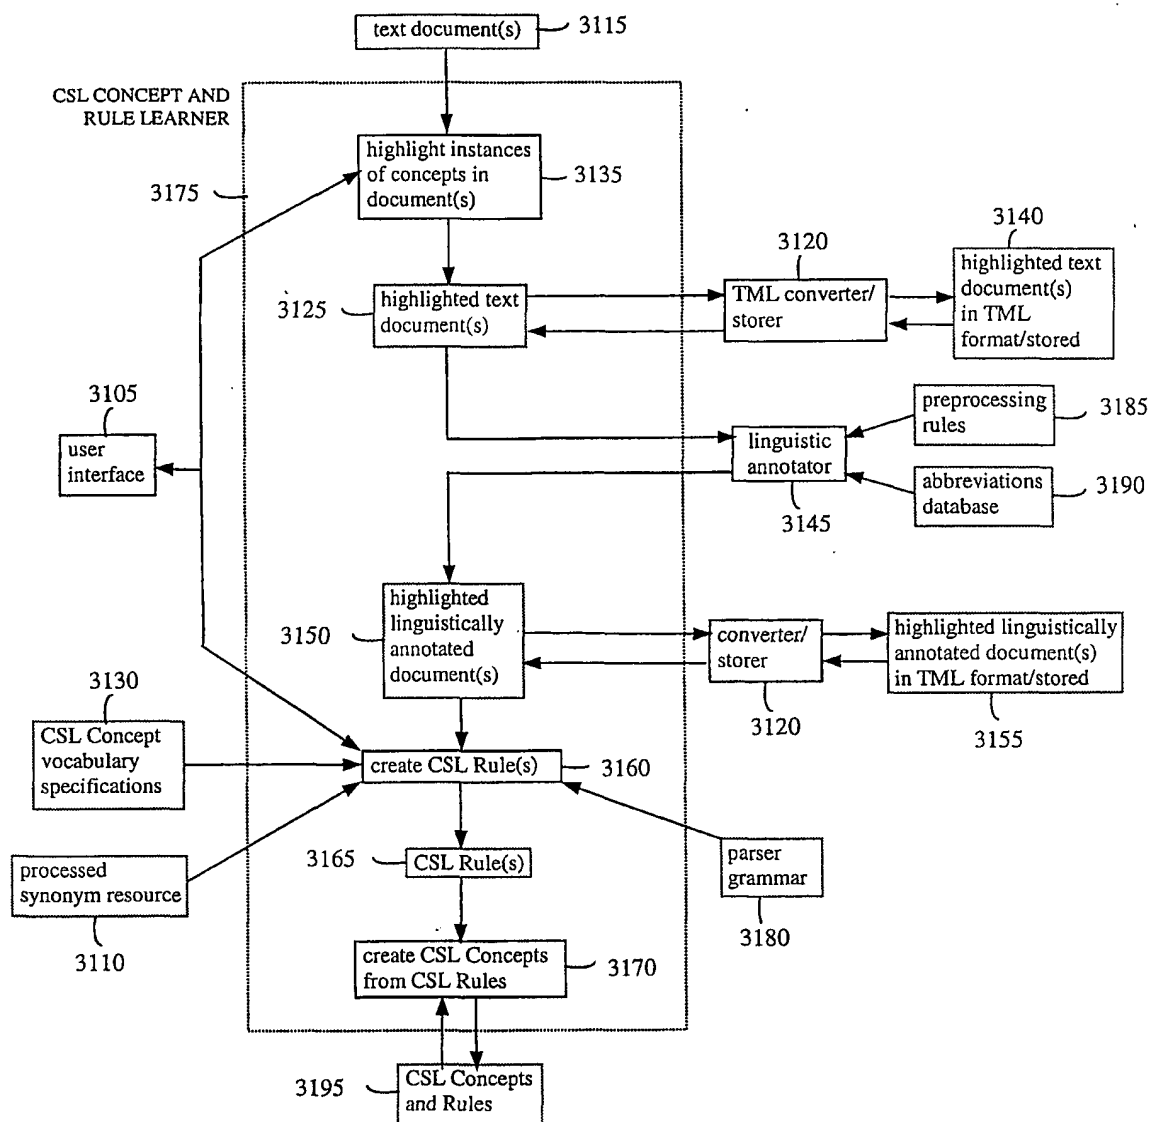 text document(s)
3115
CSL CONCEPT AND
RULE LEARNER
3175
highlight instances
of concepts in
document(s)
3135
3125
highlighted text
document(s)
3120
TML converter/
storer
3140
highlighted text
document(s)
in TML
format/stored
3105
user
interface
linguistic
annotator
3145
preprocessing
rules
3185
abbreviations
database
3190
3150
highlighted
linguistically
annotated
document(s)
converter/
storer
3120
highlighted linguistically
annotated document(s)
in TML format/stored
3155
3130
CSL Concept
vocabulary
specifications
create CSL Rule(s)
3160
processed
synonym resource
3110
3165
CSL Rule(s)
parser
grammar
3180
create CSL Concepts
from CSL Rules
3170
3195
CSL Concepts
and Rules